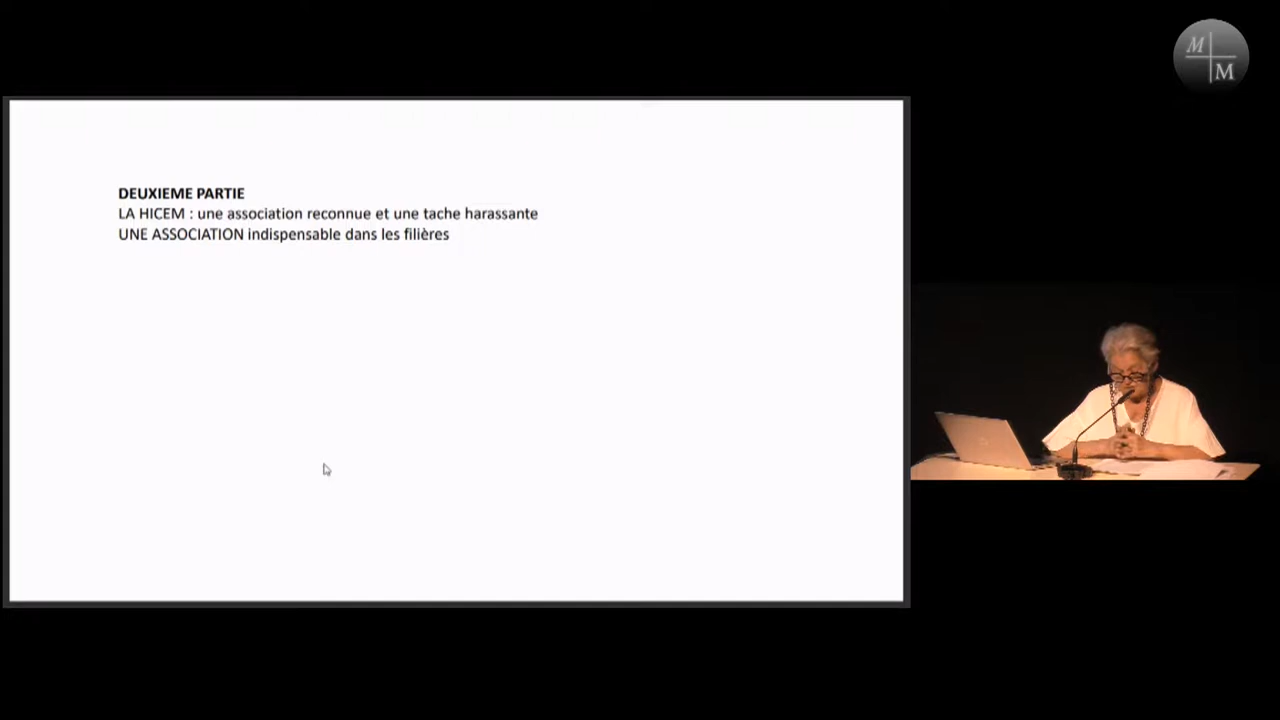 M
M
DEUXIEME PARTIE
LA HICEM : une association reconnue et une tache harassante
UNE ASSOCIATION indispensable dans les filières